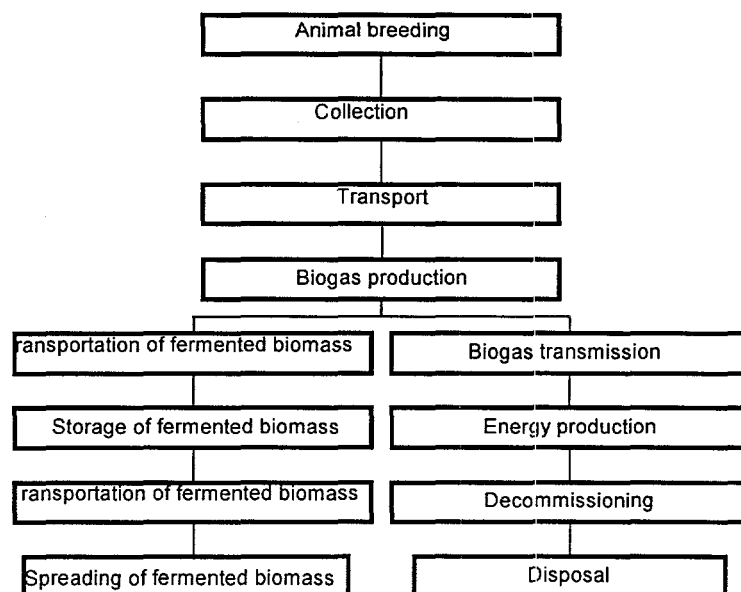 Animal breeding
Collection
Transport
Biogas production
ransportation of fermented biomass
Biogas transmission
Storage of fermented biomass
Energy production
ransportation of fermented biomass
Decommissioning
Spreading of fermented biomass
Disposal